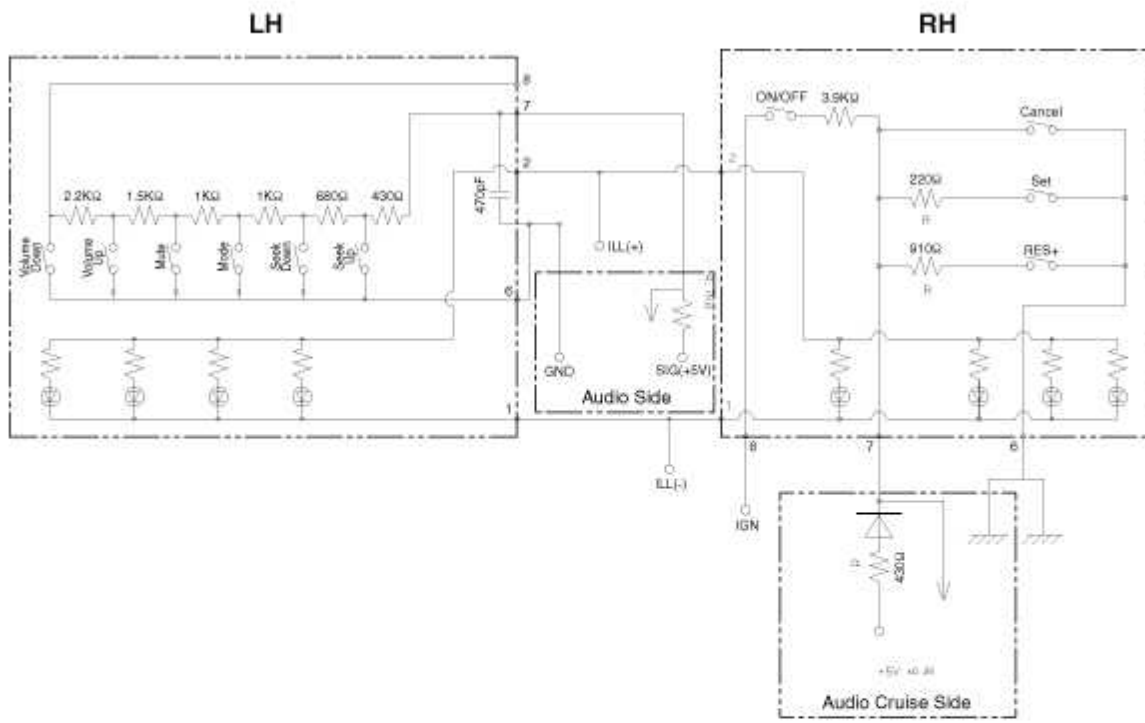 LH
RH
8
7
2
6
1
2.2KΩ
1.5KΩ
1KΩ
1KΩ
680Ω
430Ω
470pF
Volume Down
Volume Up
Mute
Mode
Seek Down
Seek Up
ILL(+)
GND
SIG(+5V)
Audio Side
ILL(-)
ON/OFF
3.9KΩ
Cancel
220Ω
R
Set
910Ω
R
RES+
2
1
8
7
6
IGN
430Ω
+5V
Audio Cruise Side